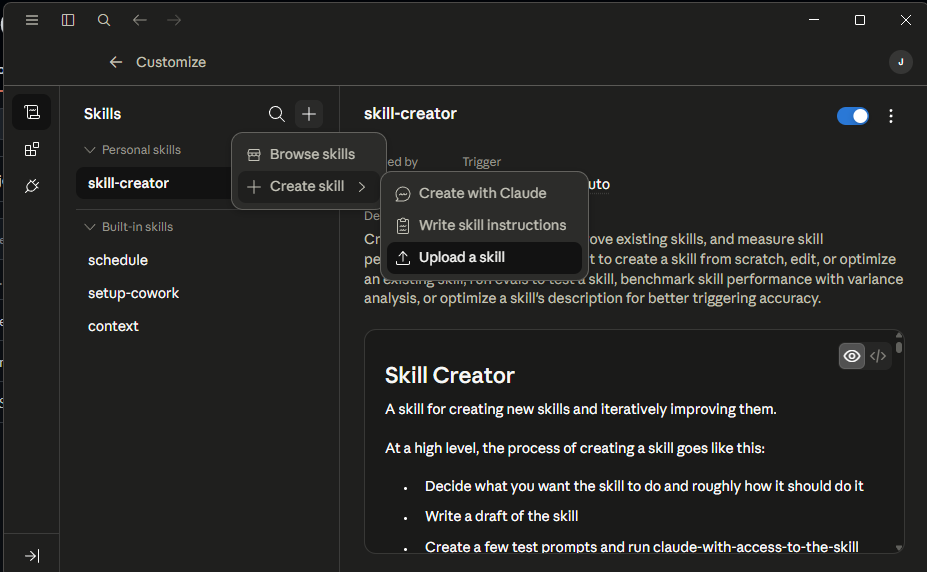 Customize
J
Skills
Personal skills
skill-creator
Built-in skills
schedule
setup-cowork
context
Browse skills
Create skill
Create with Claude
Write skill instructions
Upload a skill
skill-creator
ed by
Trigger
uto
De
Cr ove existing skills, and measure skill
pe t to create a skill from scratch, edit, or optimize
an existing skill, run evals to test a skill, benchmark skill performance with variance
analysis, or optimize a skill's description for better triggering accuracy.
Skill Creator
A skill for creating new skills and iteratively improving them.
At a high level, the process of creating a skill goes like this:
• Decide what you want the skill to do and roughly how it should do it
• Write a draft of the skill
• Create a few test prompts and run claude-with-access-to-the-skill